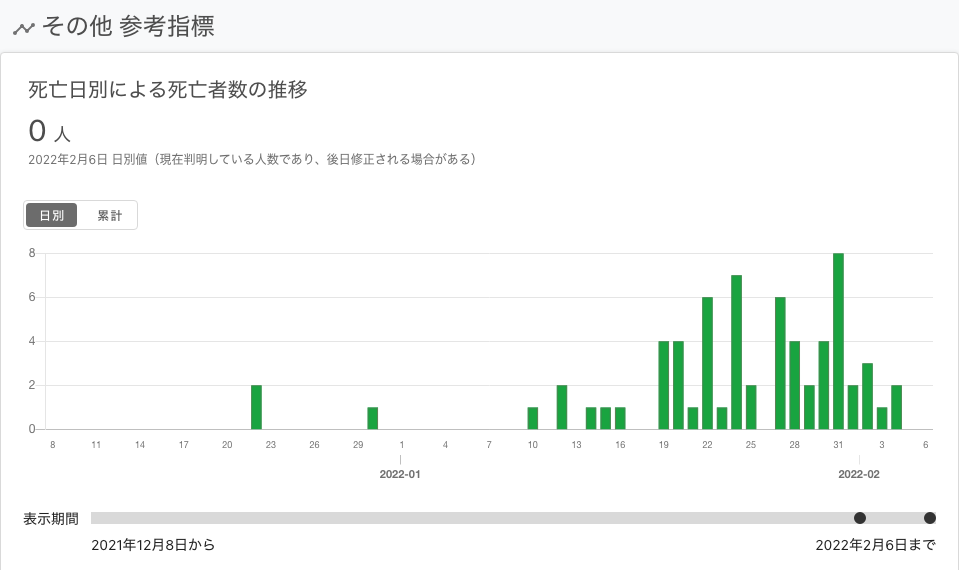 その他 参考指標
死亡日別による死亡者数の推移
0 人
2022年2月6日 日別値（現在判明している人数であり、後日修正される場合がある）
日別 累計
8
6
4
2
0
8 11 14 17 20 23 26 29 1 4 7 10 13 16 19 22 25 28 31 3 6
2022-01 2022-02
表示期間
2021年12月8日から 2022年2月6日まで